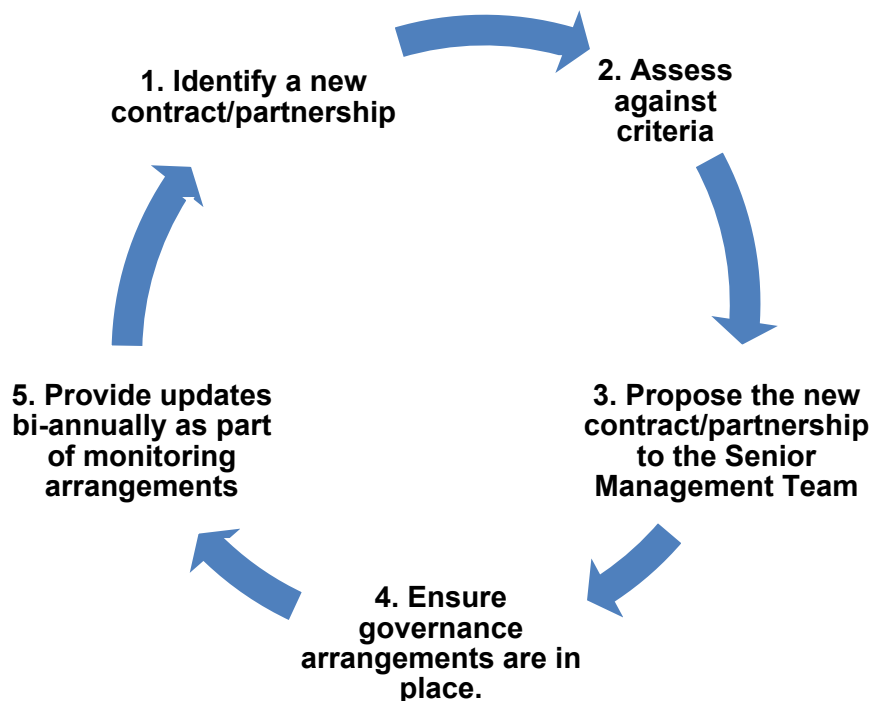 1. Identify a new
contract/partnership
2. Assess
against
criteria
3. Propose the new
contract/partnership
to the Senior
Management Team
4. Ensure
governance
arrangements are in
place.
5. Provide updates
bi-annually as part
of monitoring
arrangements